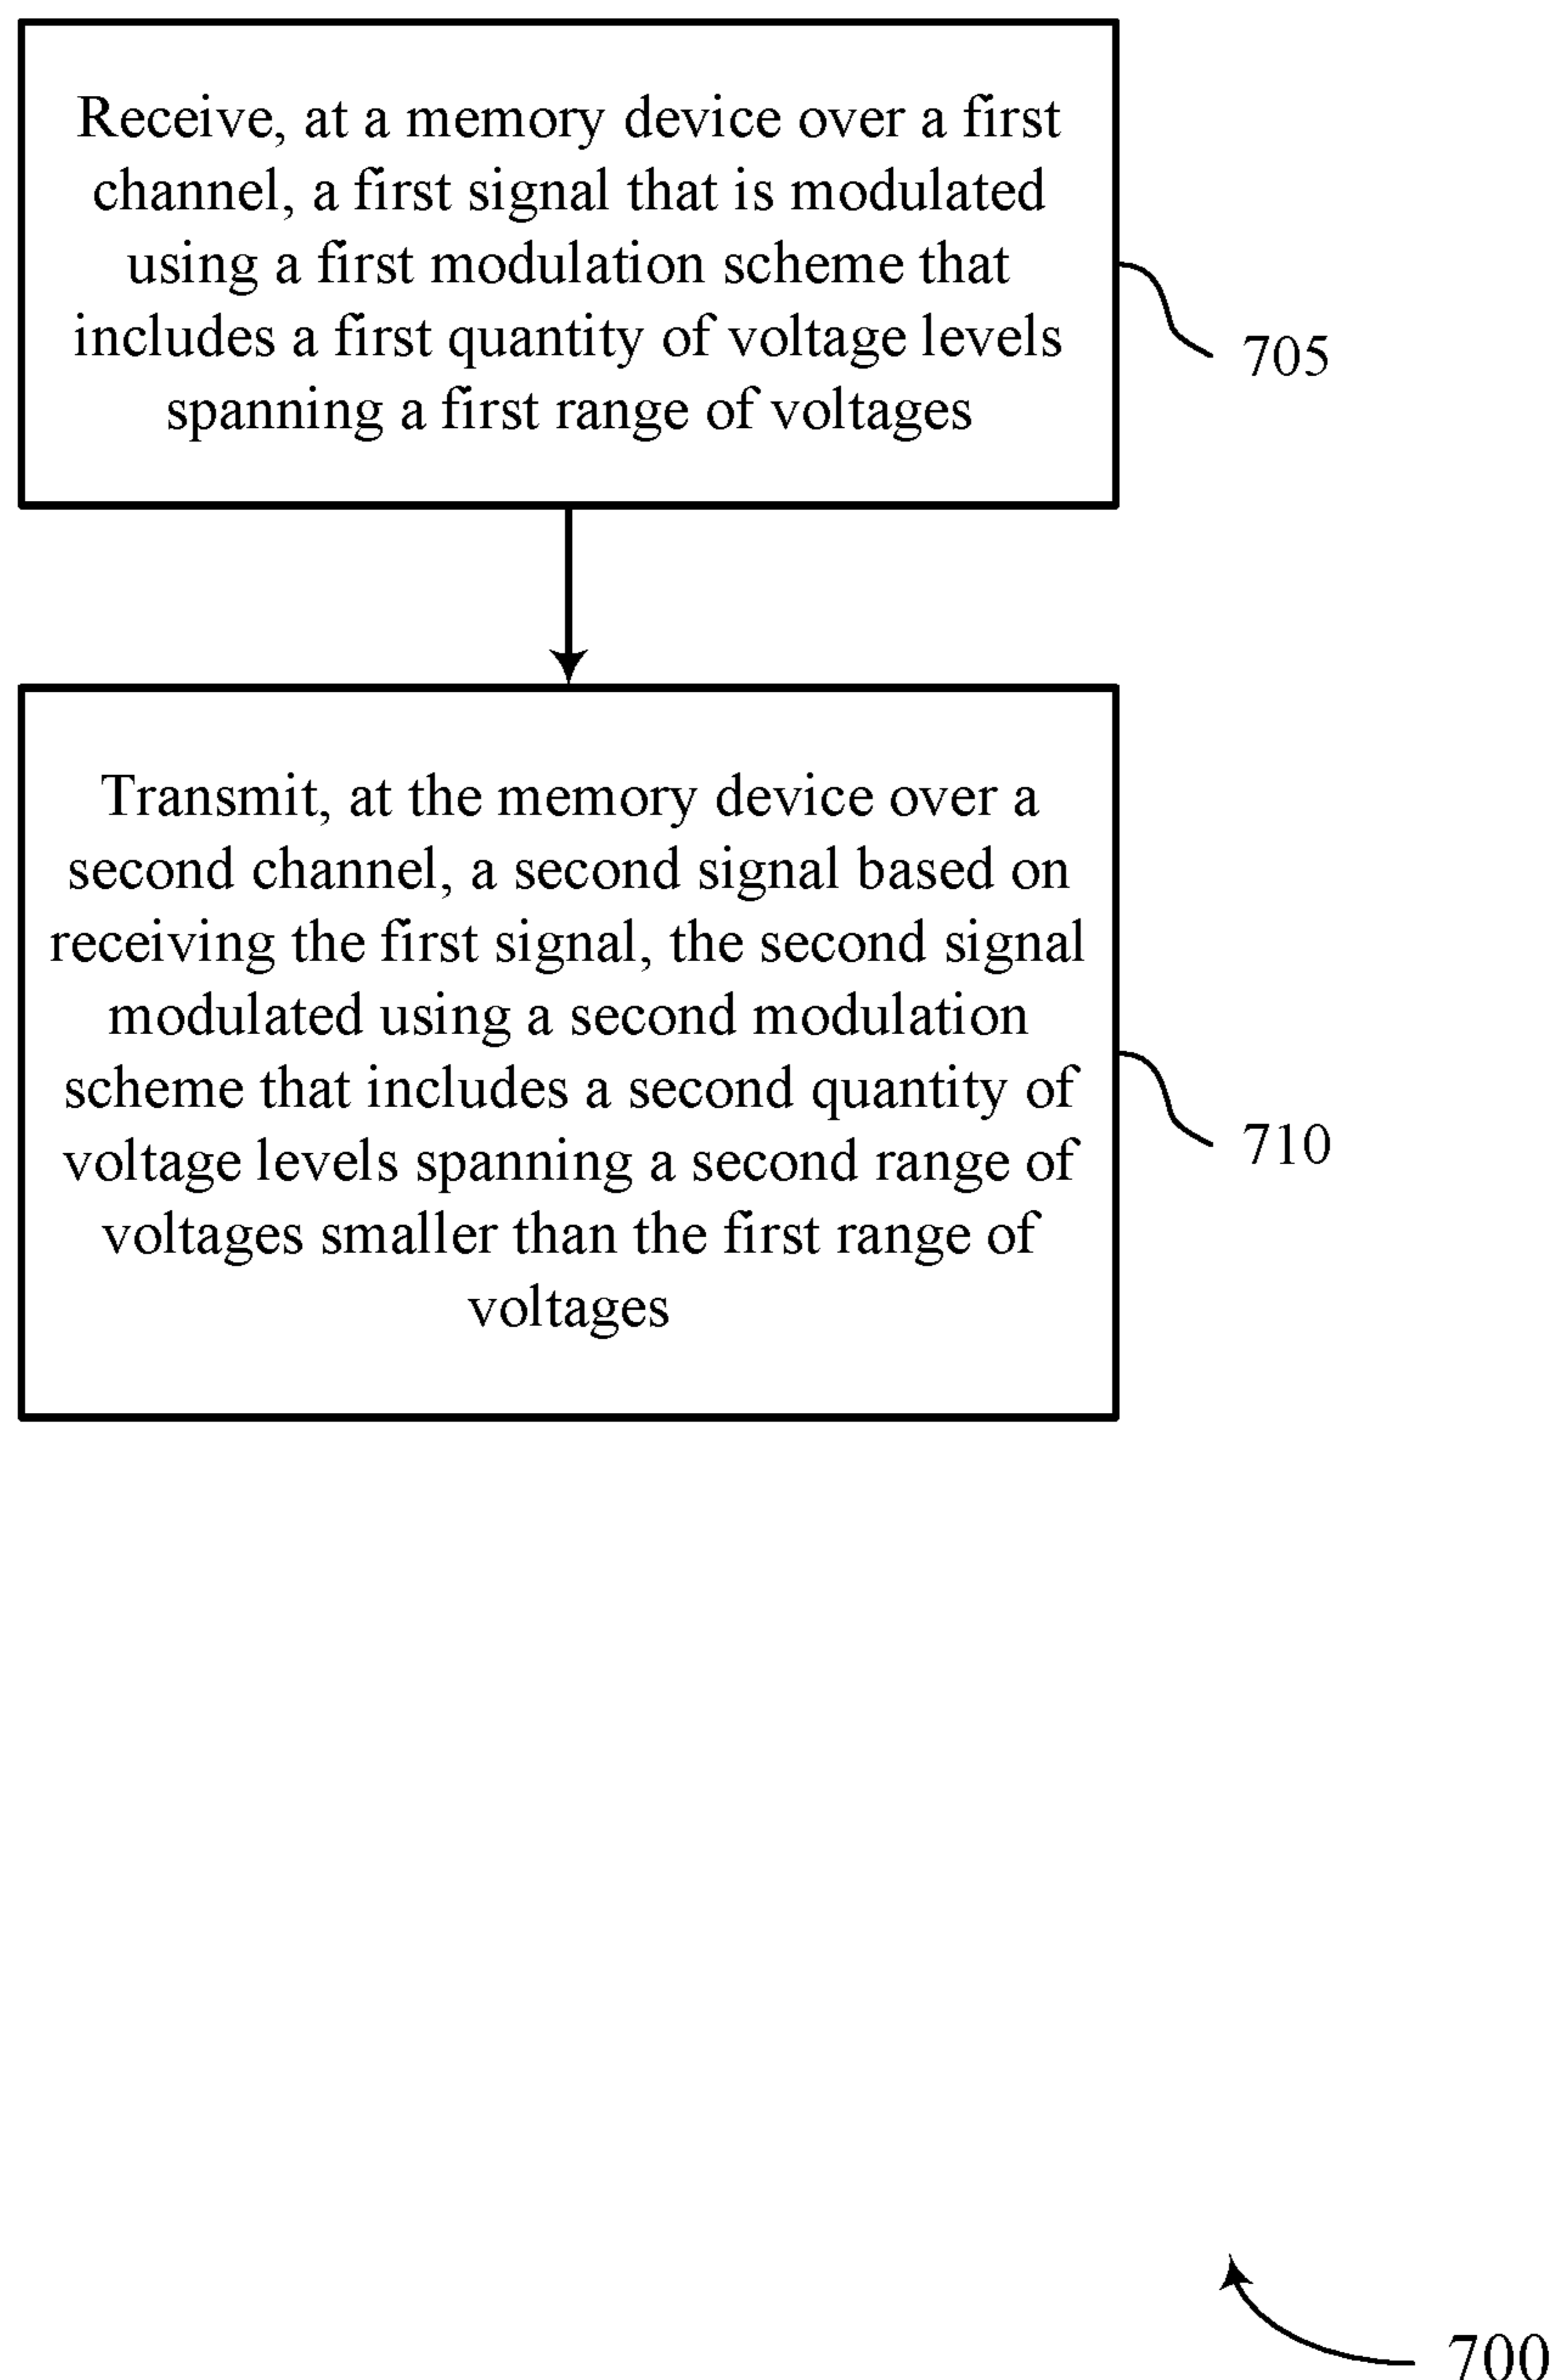 Receive, at a memory device over a first
channel, a first signal that is modulated
using a first modulation scheme that
includes a first quantity of voltage levels
spanning a first range of voltages
705
Transmit, at the memory device over a
second channel, a second signal based on
receiving the first signal, the second signal
modulated using a second modulation
scheme that includes a second quantity of
voltage levels spanning a second range of
voltages smaller than the first range of
voltages
710
700